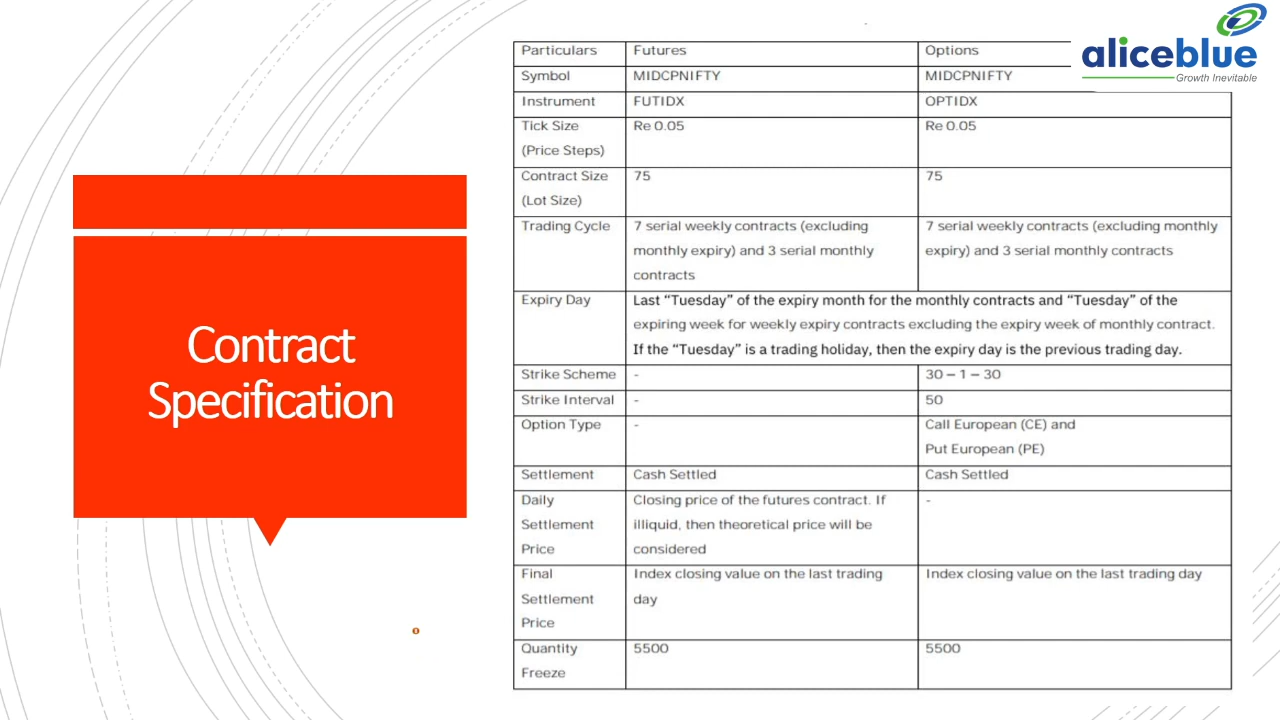 Contract
Specification
aliceblue
Growth Inevitable
Particulars Futures Options
Symbol MIDCPNIFTY MIDCPNIFTY
Instrument FUTIDX OPTIDX
Tick Size Re 0.05 Re 0.05
(Price Steps)
Contract Size 75 75
(Lot Size)
Trading Cycle 7 serial weekly contracts (excluding 7 serial weekly contracts (excluding monthly
monthly expiry) and 3 serial monthly expiry) and 3 serial monthly contracts
contracts
Expiry Day Last “Tuesday” of the expiry month for the monthly contracts and “Tuesday” of the
expiring week for weekly expiry contracts excluding the expiry week of monthly contract.
If the “Tuesday” is a trading holiday, then the expiry day is the previous trading day.
Strike Scheme - 30 – 1 – 30
Strike Interval - 50
Option Type - Call European (CE) and
Put European (PE)
Settlement Cash Settled Cash Settled
Daily Closing price of the futures contract. If -
Settlement illiquid, then theoretical price will be
Price considered
Final Index closing value on the last trading Index closing value on the last trading day
Settlement day
Price
Quantity 5500 5500
Freeze